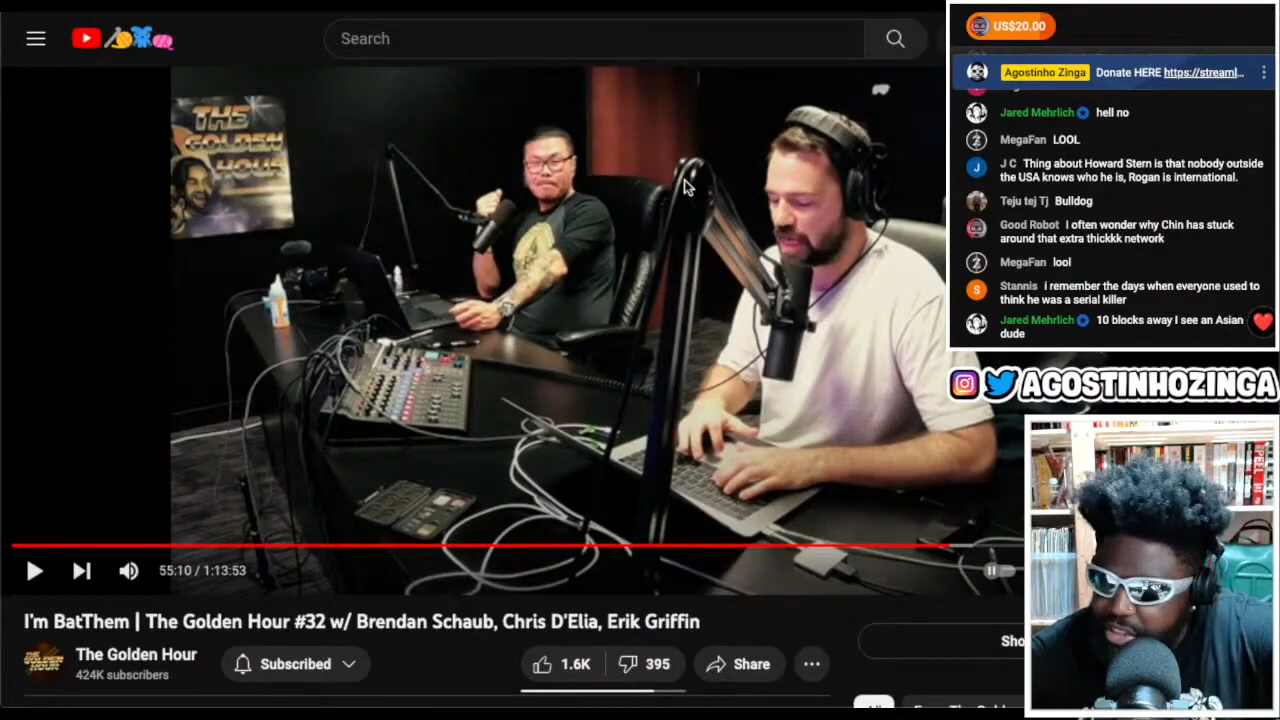 Search
US$20.00
Agostinho Zinga Donate HERE https://streaml...
Jared Mehrlich hell no
MegaFan LOOL
J C Thing about Howard Stern is that nobody outside
the USA knows who he is, Rogan is international.
Teju tej Tj Bulldog
Good Robot I often wonder why Chin has stuck
around that extra thickkk network
MegaFan lool
Stannis i remember the days when everyone used to
think he was a serial killer
Jared Mehrlich 10 blocks away I see an Asian
dude
AGOSTINHOZINGA
THE
GOLDEN
HOUR
55:10 / 1:13:53
I'm BatThem | The Golden Hour #32 w/ Brendan Schaub, Chris D'Elia, Erik Griffin
The Golden Hour
424K subscribers
Subscribed
1.6K
395
Share
Sho